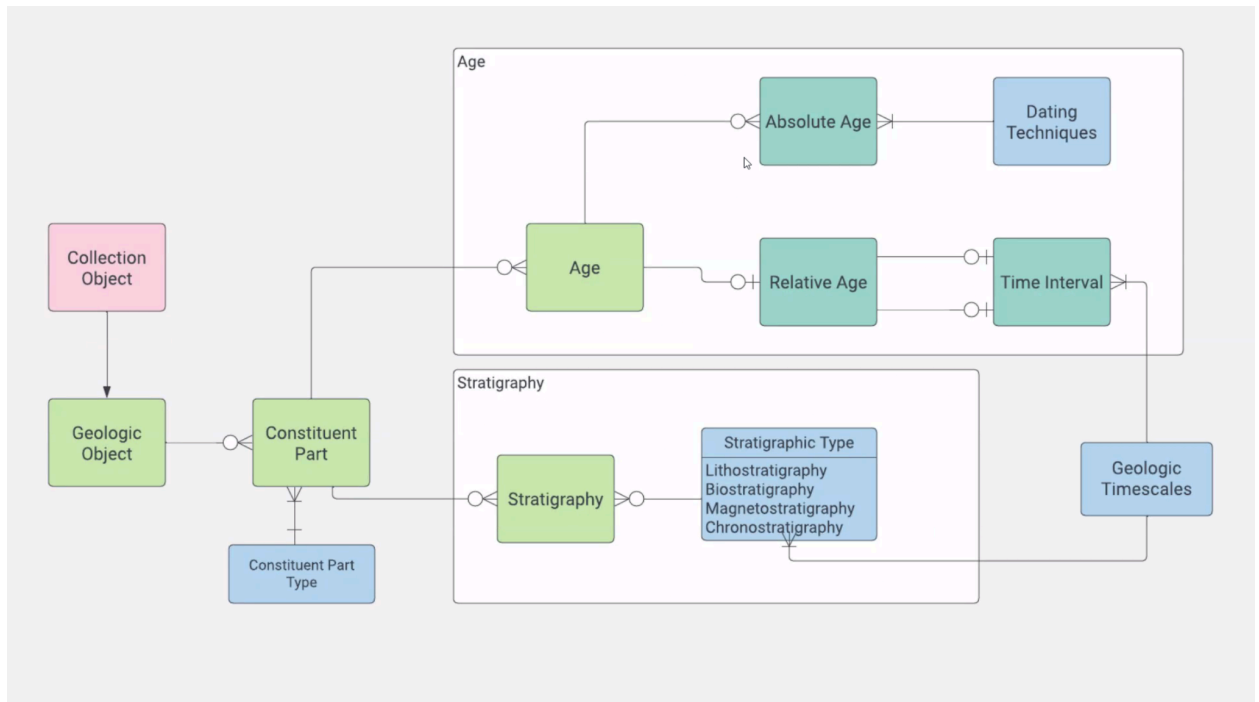 Age
Absolute Age
Dating
Techniques
Collection
Object
Age
Relative Age
Time Interval
Stratigraphy
Geologic
Object
Constituent
Part
Stratigraphic Type
Lithostratigraphy
Biostratigraphy
Magnetostratigraphy
Chronostratigraphy
Stratigraphy
Geologic
Timescales
Constituent Part
Type